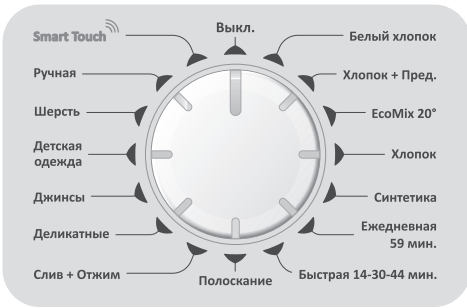 Smart Touch
Выкл.
Белый хлопок
Ручная
Хлопок + Пред.
Шерсть
EcoMix 20°
Детская
одежда
Хлопок
Джинсы
Синтетика
Деликатные
Ежедневная
59 мин.
Слив + Отжим
Полоскание
Быстрая 14-30-44 мин.